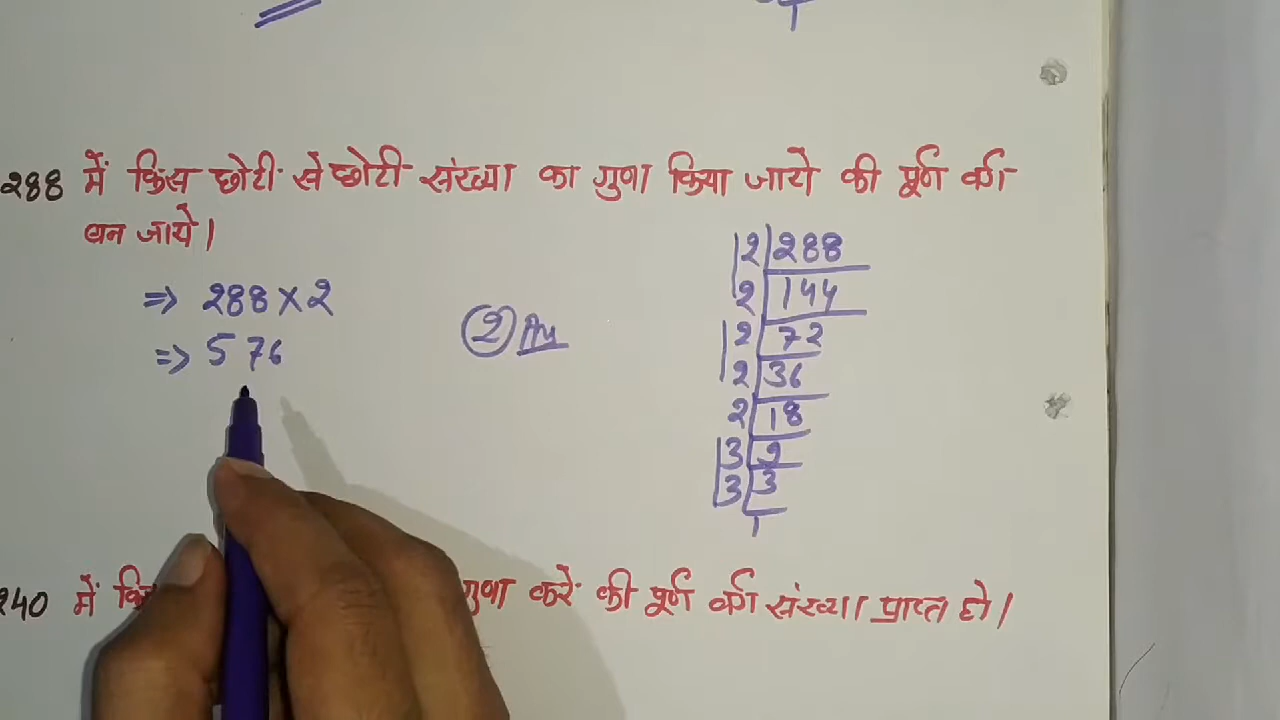 288 में किस छोटी से छोटी संख्या का गुणा किया जाये की पूर्ण वर्ग
बन जाये।
=> 288 × 2
=> 576
2 Ans
2 288
2 144
2 72
2 36
2 18
3 9
3 3
1
240 में गुणा करें की पूर्ण वर्ग संख्या प्राप्त हो।